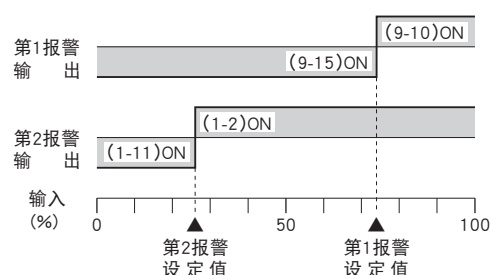 (9-10)ON
第1报警
输 出
(9-15)ON
(1-2)ON
第2报警
输 出
(1-11)ON
输入
(%)
0 50 100
第2报警 第1报警
设定值 设定值